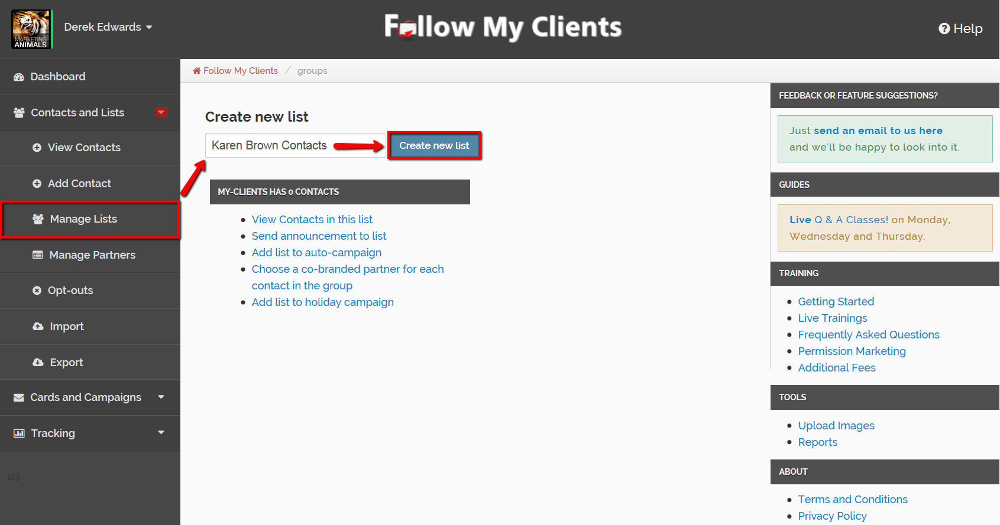 THE
MARKETING
ANIMALS
Derek Edwards
Follow My Clients
Help
Dashboard
Contacts and Lists
View Contacts
Add Contact
Manage Lists
Manage Partners
Opt-outs
Import
Export
Cards and Campaigns
Tracking
123
Follow My Clients / groups
Create new list
Karen Brown Contacts
Create new list
MY-CLIENTS HAS 0 CONTACTS
View Contacts in this list
Send announcement to list
Add list to auto-campaign
Choose a co-branded partner for each
contact in the group
Add list to holiday campaign
FEEDBACK OR FEATURE SUGGESTIONS?
Just send an email to us here
and we'll be happy to look into it.
GUIDES
Live Q & A Classes! on Monday,
Wednesday and Thursday.
TRAINING
Getting Started
Live Trainings
Frequently Asked Questions
Permission Marketing
Additional Fees
TOOLS
Upload Images
Reports
ABOUT
Terms and Conditions
Privacy Policy